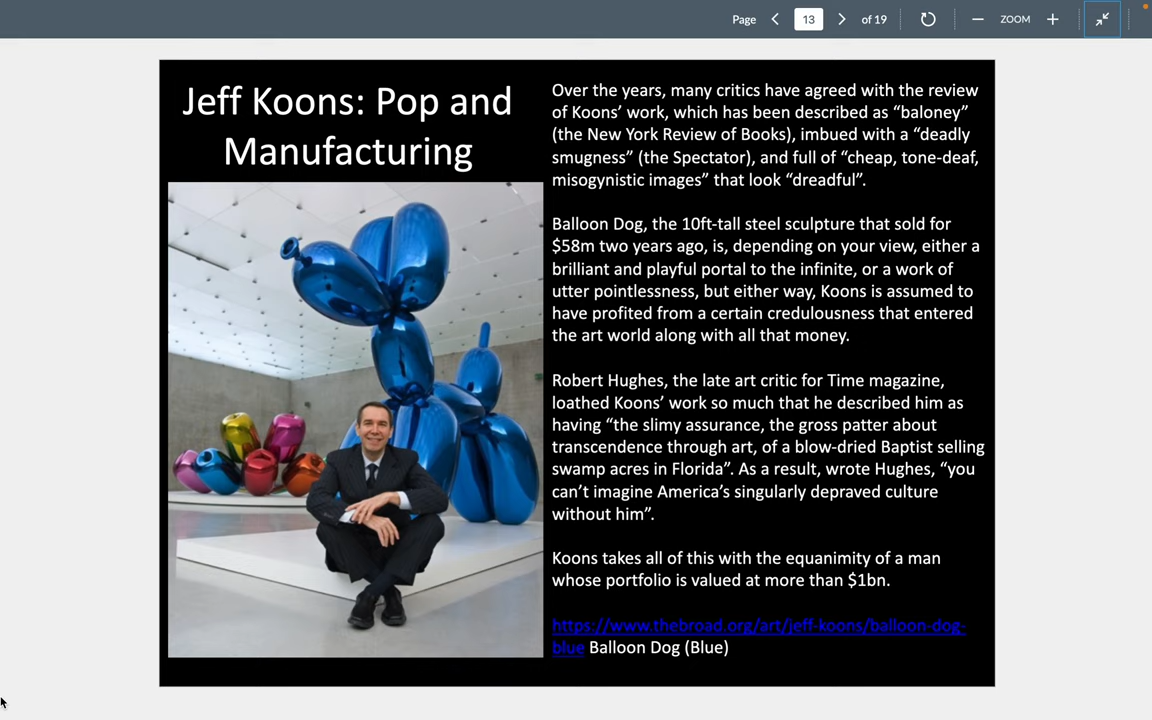 Page
13
of 19
ZOOM
Jeff Koons: Pop and
Manufacturing
Over the years, many critics have agreed with the review
of Koons’ work, which has been described as “baloney”
(the New York Review of Books), imbued with a “deadly
smugness” (the Spectator), and full of “cheap, tone-deaf,
misogynistic images” that look “dreadful”.
Balloon Dog, the 10ft-tall steel sculpture that sold for
$58m two years ago, is, depending on your view, either a
brilliant and playful portal to the infinite, or a work of
utter pointlessness, but either way, Koons is assumed to
have profited from a certain credulousness that entered
the art world along with all that money.
Robert Hughes, the late art critic for Time magazine,
loathed Koons’ work so much that he described him as
having “the slimy assurance, the gross patter about
transcendence through art, of a blow-dried Baptist selling
swamp acres in Florida”. As a result, wrote Hughes, “you
can’t imagine America’s singularly depraved culture
without him”.
Koons takes all of this with the equanimity of a man
whose portfolio is valued at more than $1bn.
https://www.thebroad.org/art/jeff-koons/balloon-dog-
blue Balloon Dog (Blue)